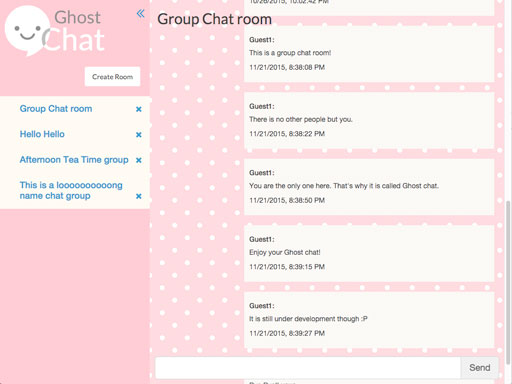 Ghost
Chat
«
Create Room
Group Chat room ×
Hello Hello ×
Afternoon Tea Time group ×
This is a loooooooooong
name chat group ×
10/26/2015, 10:02:42 PM
Group Chat room
Guest1:
This is a group chat room!
11/21/2015, 8:38:08 PM
Guest1:
There is no other people but you.
11/21/2015, 8:38:22 PM
Guest1:
You are the only one here. That's why it is called Ghost chat.
11/21/2015, 8:38:50 PM
Guest1:
Enjoy your Ghost chat!
11/21/2015, 8:39:15 PM
Guest1:
It is still under development though :P
11/21/2015, 8:39:27 PM
Send